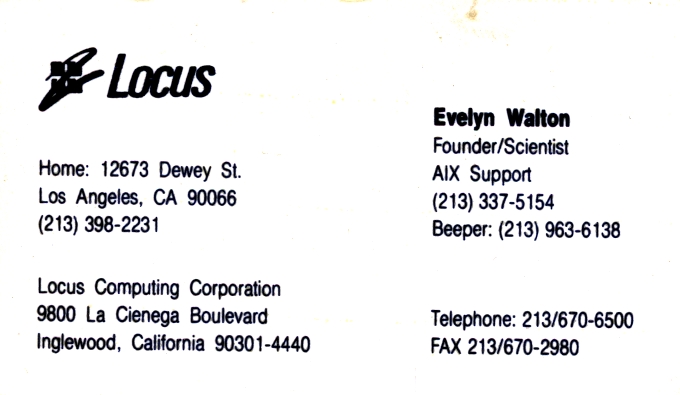 Locus
Home: 12673 Dewey St.
Los Angeles, CA 90066
(213) 398-2231
Locus Computing Corporation
9800 La Cienega Boulevard
Inglewood, California 90301-4440
Evelyn Walton
Founder/Scientist
AIX Support
(213) 337-5154
Beeper: (213) 963-6138
Telephone: 213/670-6500
FAX 213/670-2980